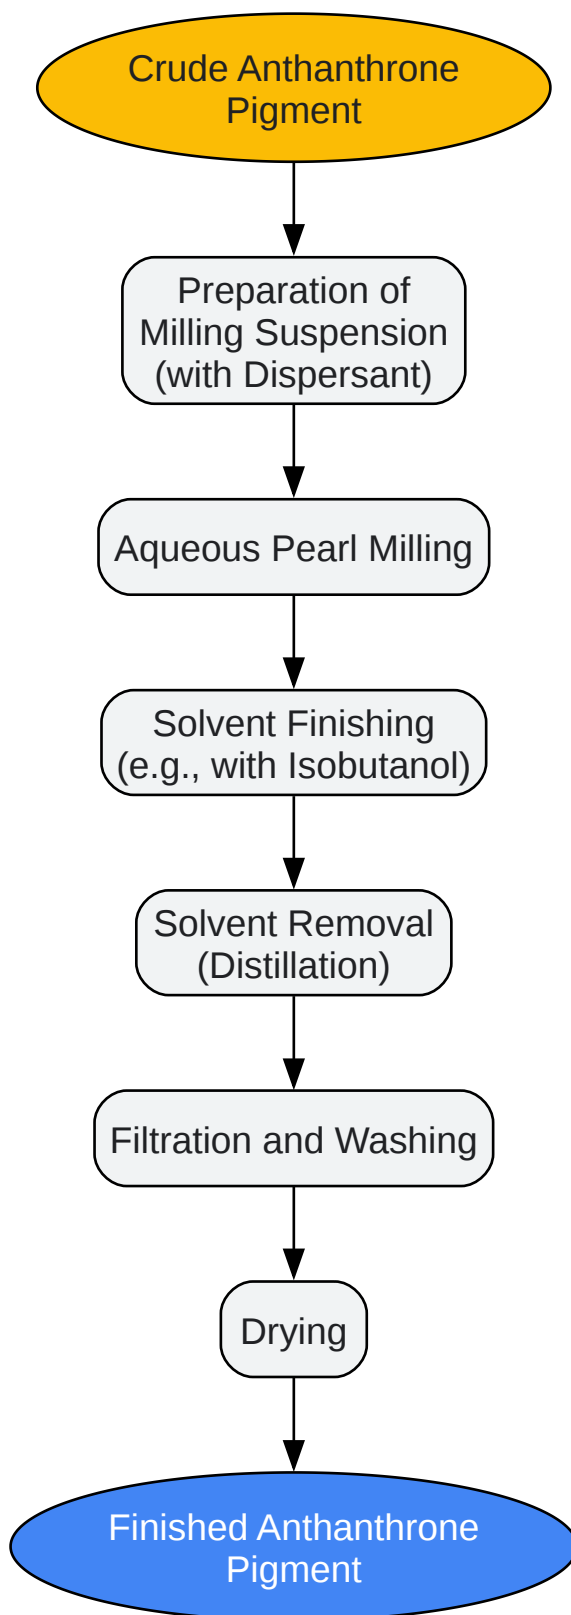 Crude Anthanthrone
Pigment
Preparation of
Milling Suspension
(with Dispersant)
Aqueous Pearl Milling
Solvent Finishing
(e.g., with Isobutanol)
Solvent Removal
(Distillation)
Filtration and Washing
Drying
Finished Anthanthrone
Pigment